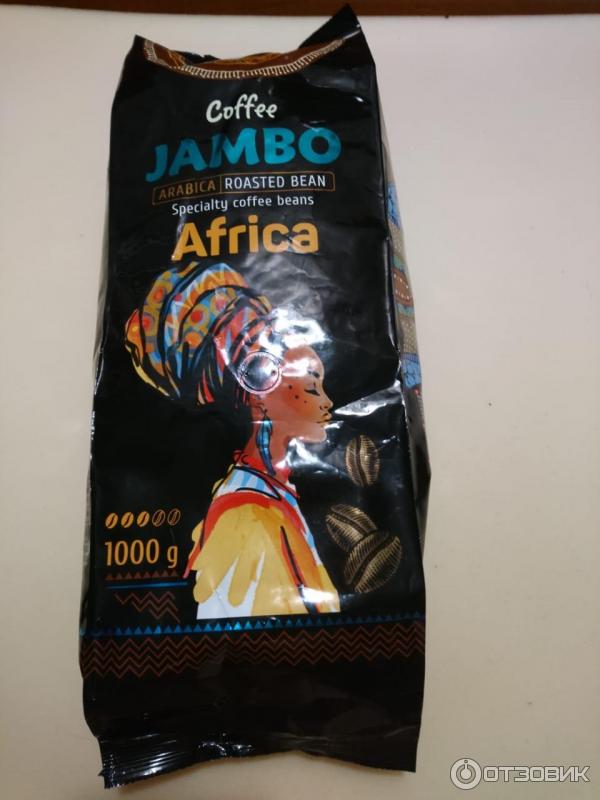 Coffee
JAMBO
ARABICA ROASTED BEAN
Specialty coffee beans
Africa
1000 g
ОТЗОВИК